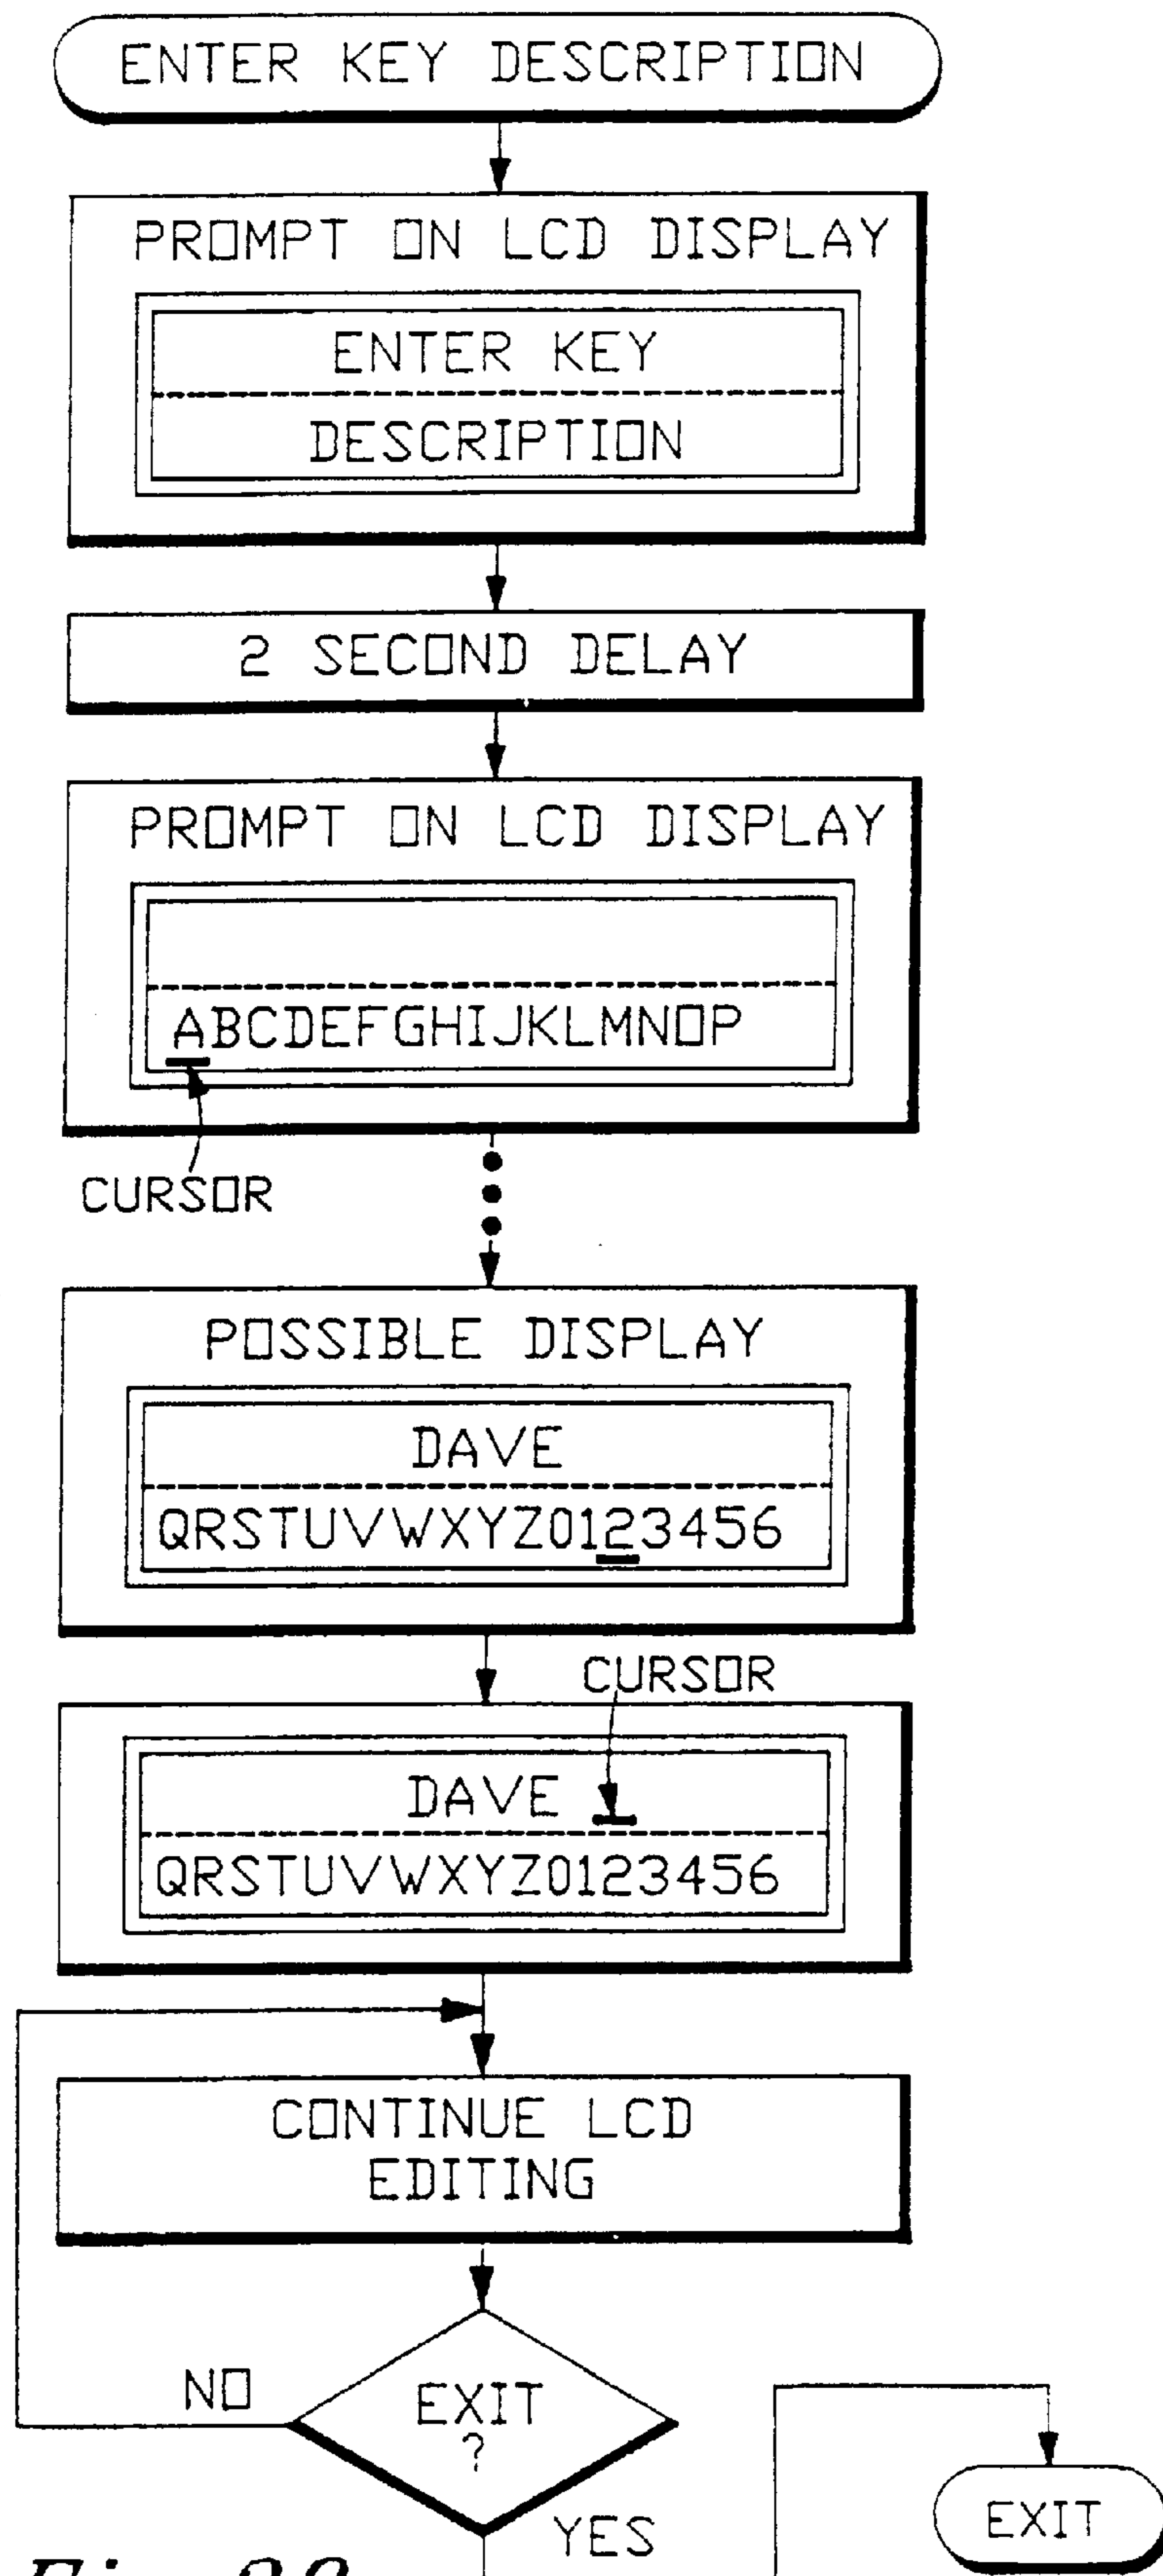 ENTER KEY DESCRIPTION
PROMPT ON LCD DISPLAY
ENTER KEY
DESCRIPTION
2 SECOND DELAY
PROMPT ON LCD DISPLAY
ABCDEFGHIJKLMNOP
CURSOR
POSSIBLE DISPLAY
DAVE
QRSTUVWXYZ0123456
CURSOR
DAVE
QRSTUVWXYZ0123456
CONTINUE LCD
EDITING
NO
EXIT
?
EXIT
YES